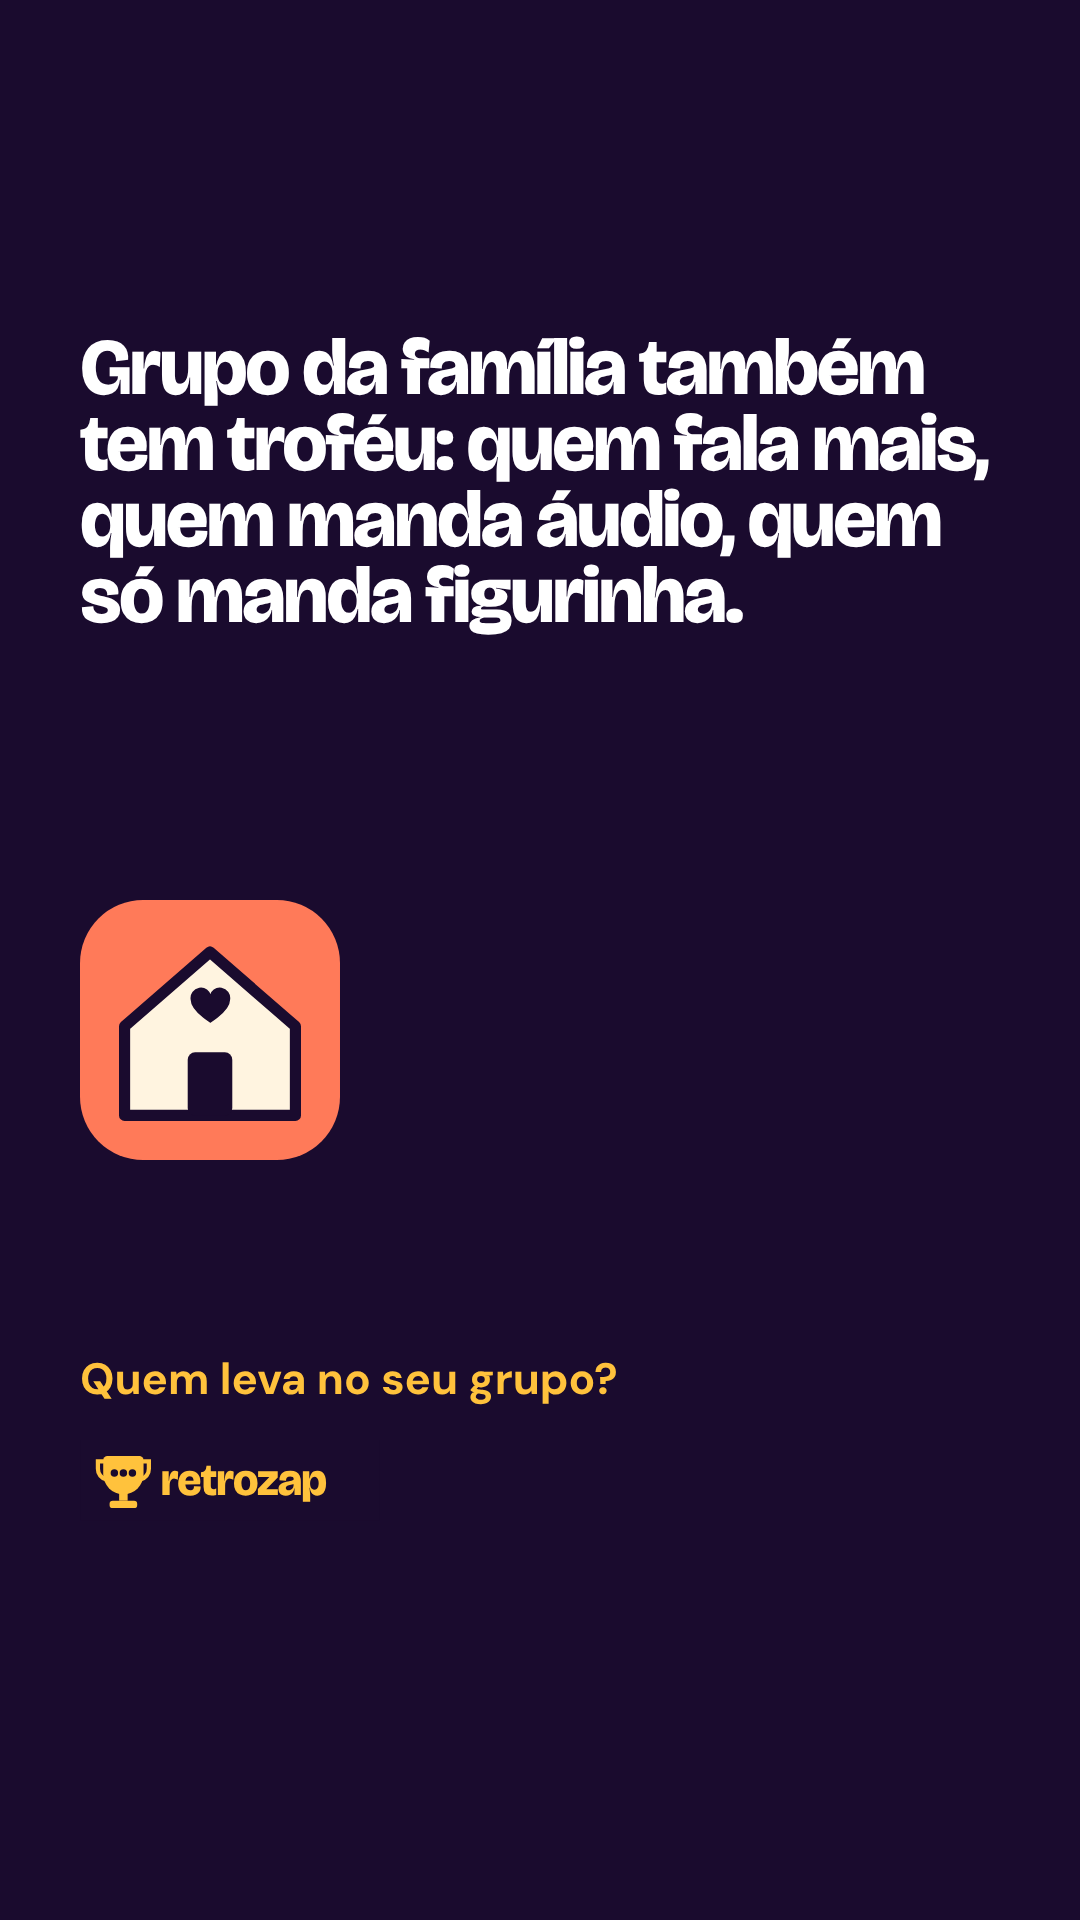 Grupo da família também
tem troféu: quem fala mais,
quem manda áudio, quem
só manda figurinha.
Quem leva no seu grupo?
retrozap